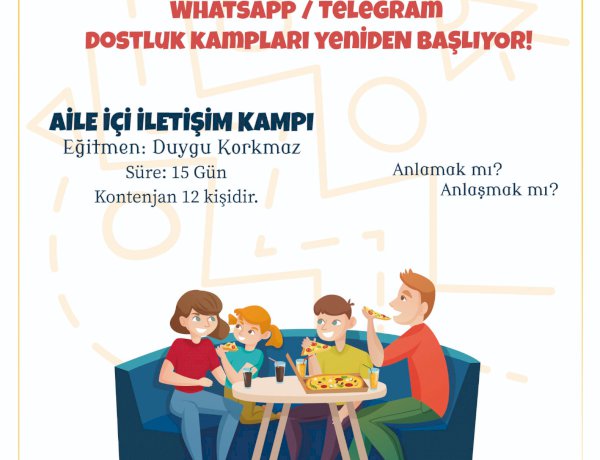 WHATSAPP / TELEGRAM
DOSTLUK KAMPLARI YENİDEN BAŞLIYOR!
AİLE İÇİ İLETİŞİM KAMPI
Eğitmen: Duygu Korkmaz
Süre: 15 Gün
Kontenjan 12 kişidir.
Anlamak mı?
Anlaşmak mı?